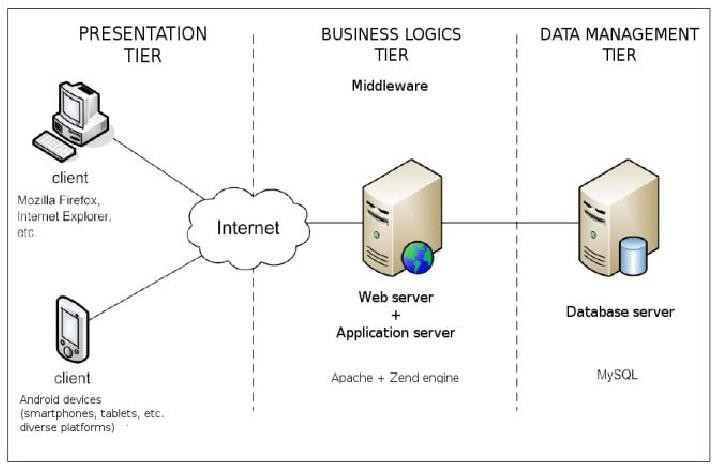 PRESENTATION
TIER
BUSINESS LOGICS
TIER
DATA MANAGEMENT
TIER
Middleware
client
Mozilla Firefox,
Internet Explorer,
etc.
Internet
Web server
+
Application server
Database server
Apache + Zend engine
MySQL
client
Android devices
(smartphones, tablets, etc.
diverse platforms)